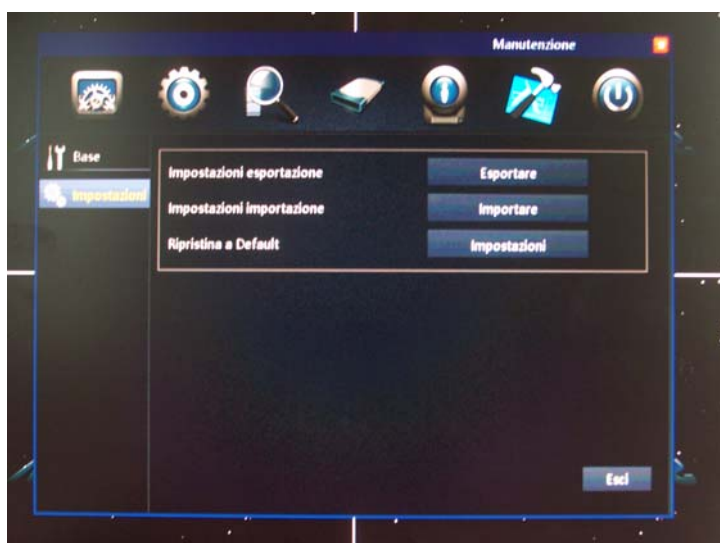 Manutenzione
Base
Impostazioni
Impostazioni esportazione Esportare
Impostazioni importazione Importare
Ripristina a Default Impostazioni
Esci